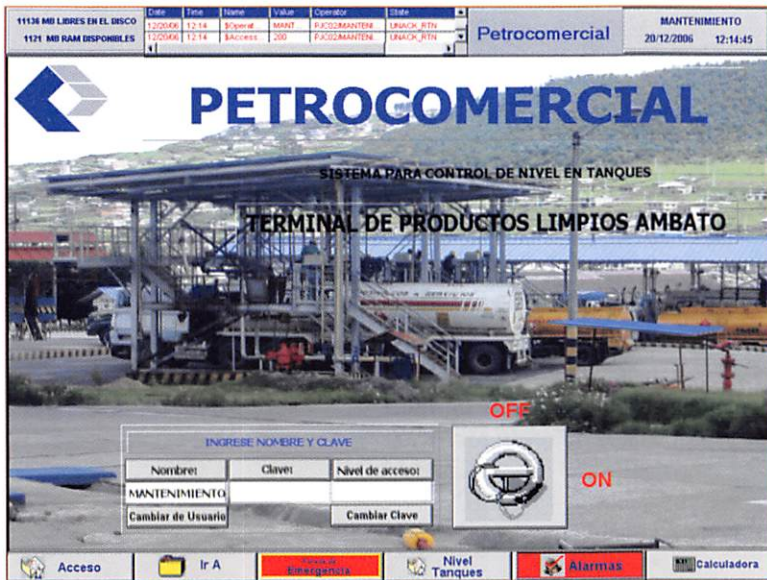 11136 MB LIBRES EN EL DISCO
1121 MB RAM DISPONIBLES
Date Time Name Value Operator State
12/20/06 12:14 $Operat... MANT PJC02\MANTENI... UNACK_RTN
12/20/06 12:14 $Access... 200 PJC02\MANTENI... UNACK_RTN
Petrocomercial
MANTENIMIENTO
20/12/2006 12:14:45
PETROCOMERCIAL
SISTEMA PARA CONTROL DE NIVEL EN TANQUES
TERMINAL DE PRODUCTOS LIMPIOS AMBATO
OFF
ON
INGRESE NOMBRE Y CLAVE
Nombre: Clave: Nivel de acceso:
MANTENIMIENTO
Cambiar de Usuario Cambiar Clave
Acceso
Ir A
Emergencia
Nivel
Tanques
Alarmas
Calculadora